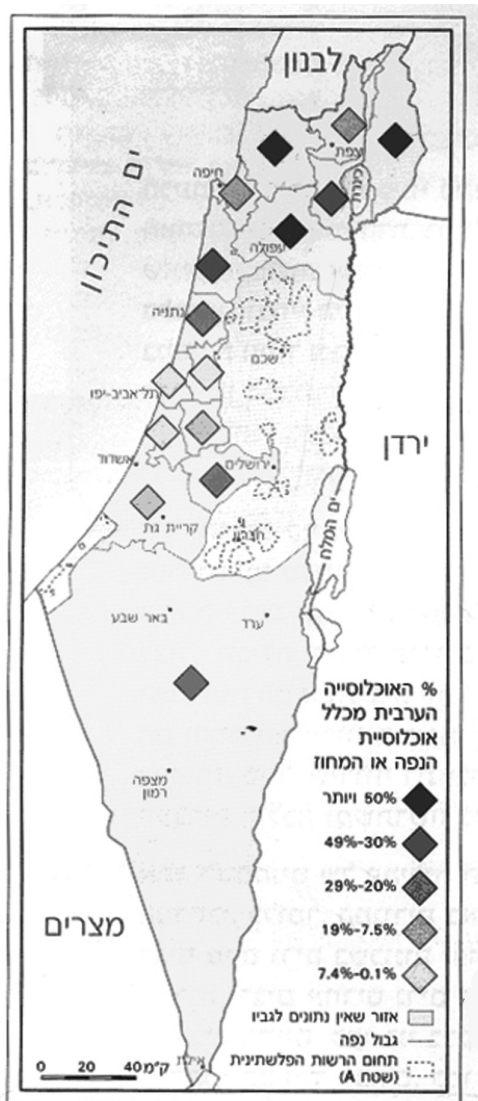 לבנון
צפת
כינרת
חיפה
עפולה
ים התיכון
נתניה
שכם
תל־אביב-יפו
ירדן
אשדוד
ירושלים
קריית גת
חברון
ים המלח
באר שבע
ערד
מצפה
רמון
מצרים
אילת
% האוכלוסייה
הערבית מכלל
אוכלוסיית
הנפה או המחוז
50% ויותר
49%-30%
29%-20%
19%-7.5%
7.4%-0.1%
אזור שאין נתונים לגביו
גבול נפה
תחום הרשות הפלשתינית
(שטח A)
0 20 40 ק"מ